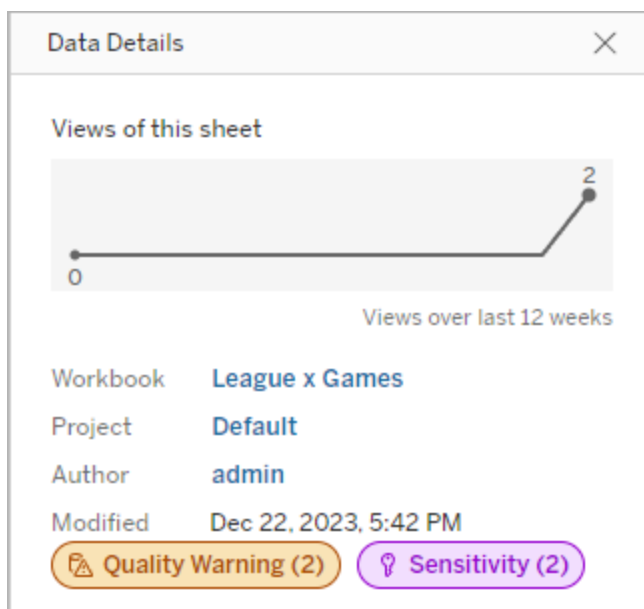 Data Details
Views of this sheet
2
0
Views over last 12 weeks
Workbook League x Games
Project Default
Author admin
Modified Dec 22, 2023, 5:42 PM
Quality Warning (2) Sensitivity (2)